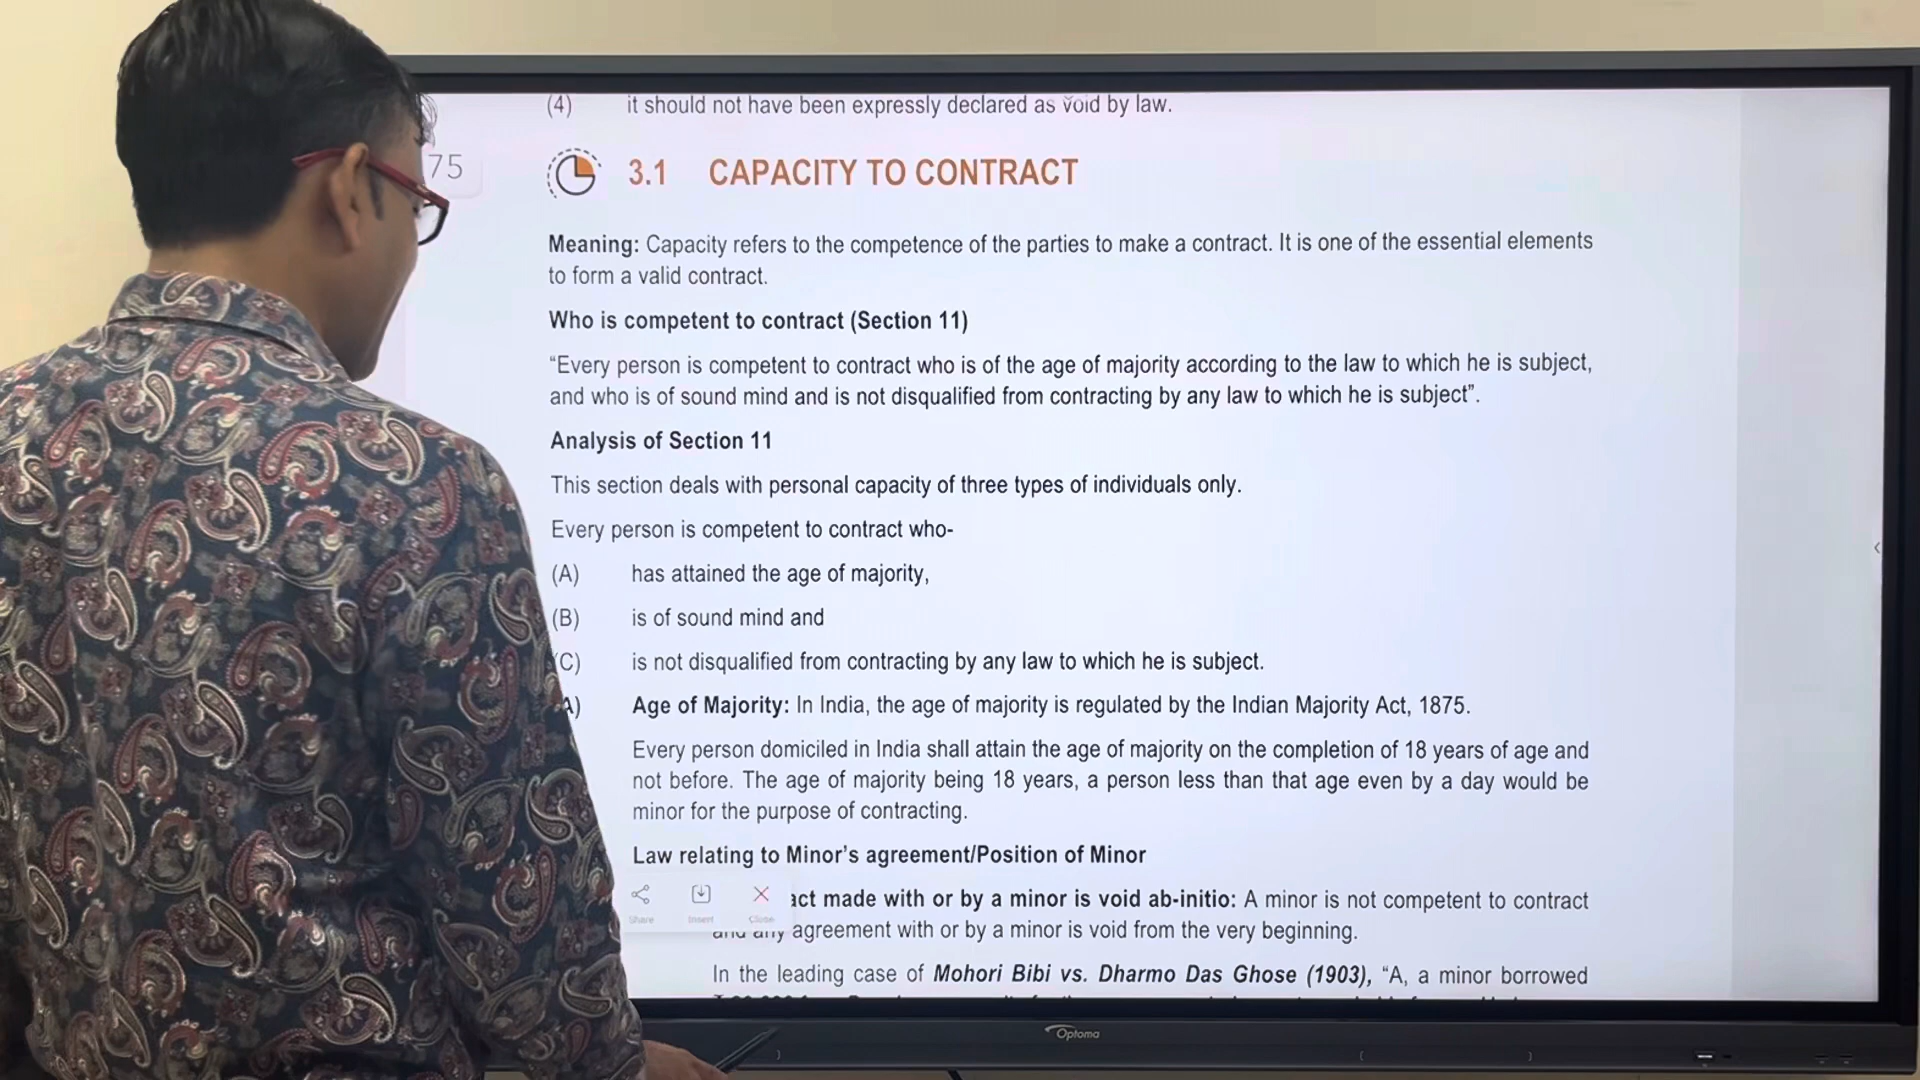 (4) it should not have been expressly declared as void by law.
75
3.1 CAPACITY TO CONTRACT
Meaning: Capacity refers to the competence of the parties to make a contract. It is one of the essential elements
to form a valid contract.
Who is competent to contract (Section 11)
“Every person is competent to contract who is of the age of majority according to the law to which he is subject,
and who is of sound mind and is not disqualified from contracting by any law to which he is subject”.
Analysis of Section 11
This section deals with personal capacity of three types of individuals only.
Every person is competent to contract who-
(A) has attained the age of majority,
(B) is of sound mind and
(C) is not disqualified from contracting by any law to which he is subject.
A) Age of Majority: In India, the age of majority is regulated by the Indian Majority Act, 1875.
Every person domiciled in India shall attain the age of majority on the completion of 18 years of age and
not before. The age of majority being 18 years, a person less than that age even by a day would be
minor for the purpose of contracting.
Law relating to Minor’s agreement/Position of Minor
act made with or by a minor is void ab-initio: A minor is not competent to contract
Share Insert Close
and any agreement with or by a minor is void from the very beginning.
In the leading case of Mohori Bibi vs. Dharmo Das Ghose (1903), “A, a minor borrowed
Optoma